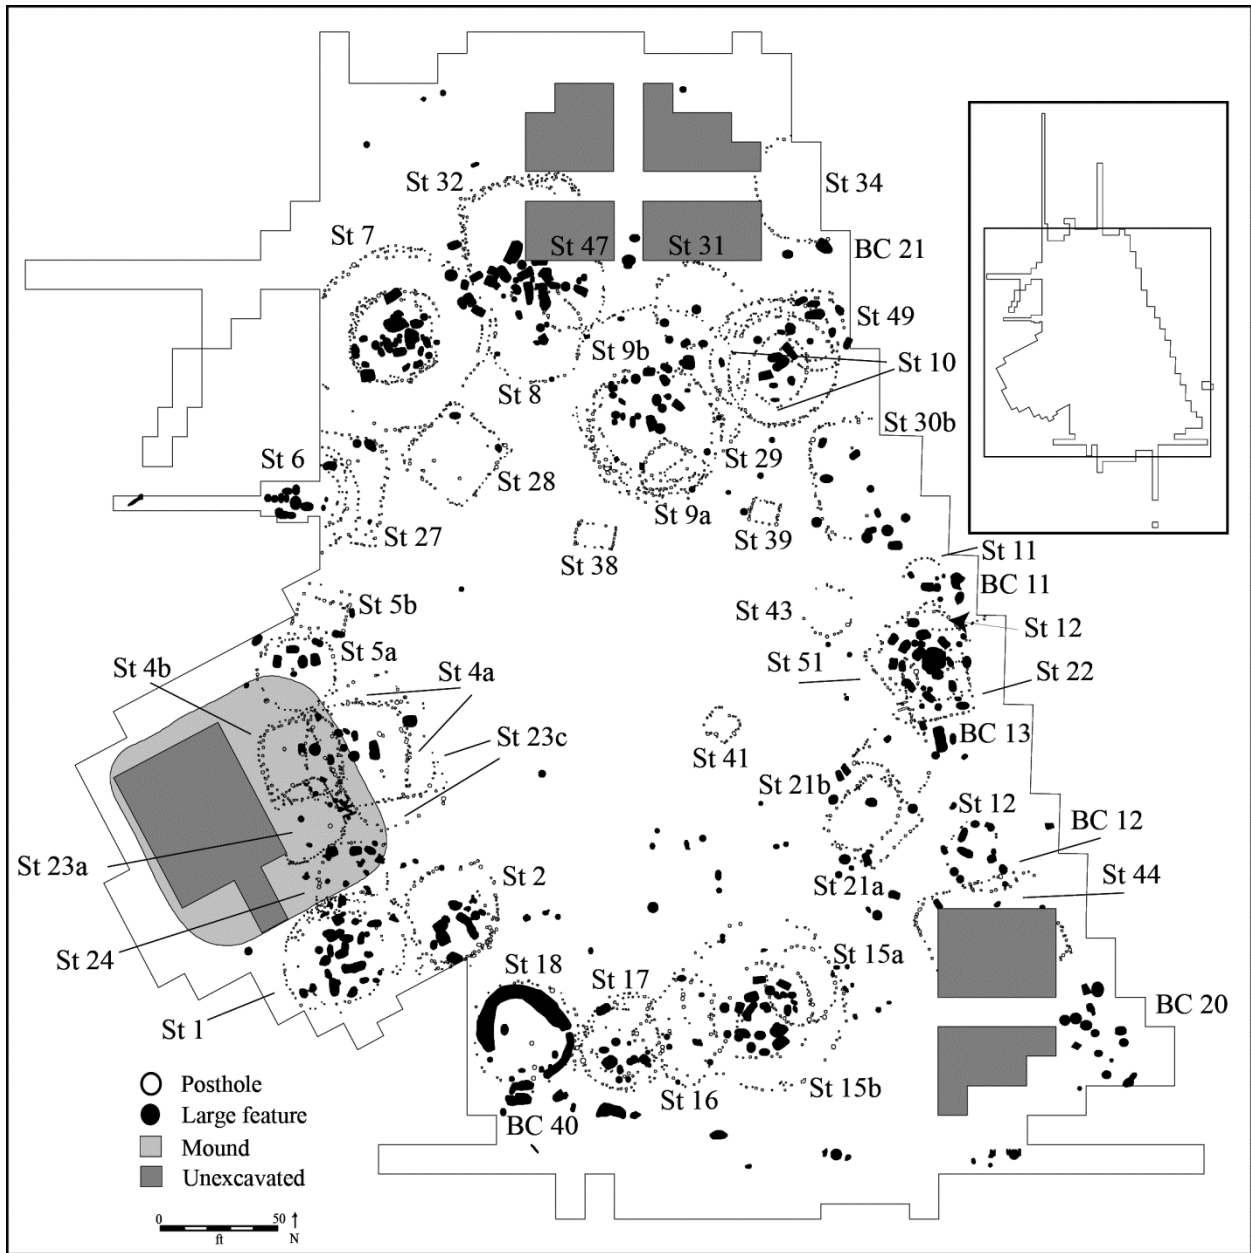 St 32
St 34
St 7
St 47
St 31
BC 21
St 49
St 9b
St 10
St 8
St 30b
St 6
St 28
St 29
St 9a
St 39
St 27
St 38
St 11
BC 11
St 5b
St 43
St 12
St 5a
St 4b
St 4a
St 51
St 22
St 23c
BC 13
St 41
St 21b
St 12
BC 12
St 23a
St 2
St 21a
St 44
St 24
St 18
St 17
St 15a
St 1
BC 20
St 16
St 15b
BC 40
Posthole
Large feature
Mound
Unexcavated
0 50
ft
N